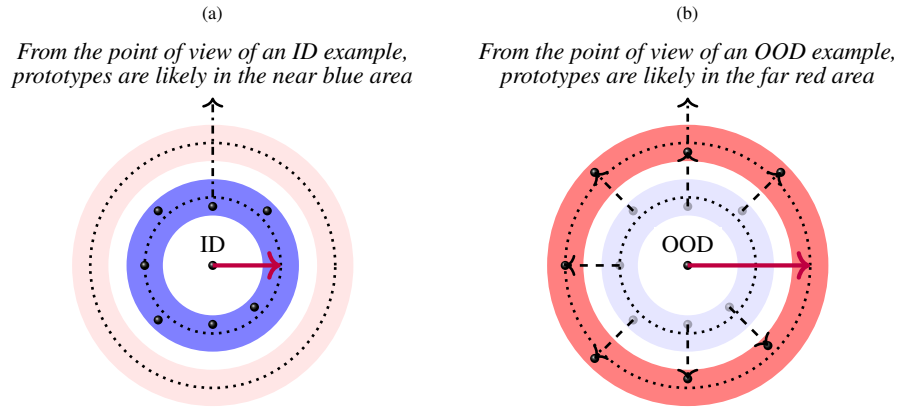 (a)
From the point of view of an ID example,
prototypes are likely in the near blue area
ID
(b)
From the point of view of an OOD example,
prototypes are likely in the far red area
OOD